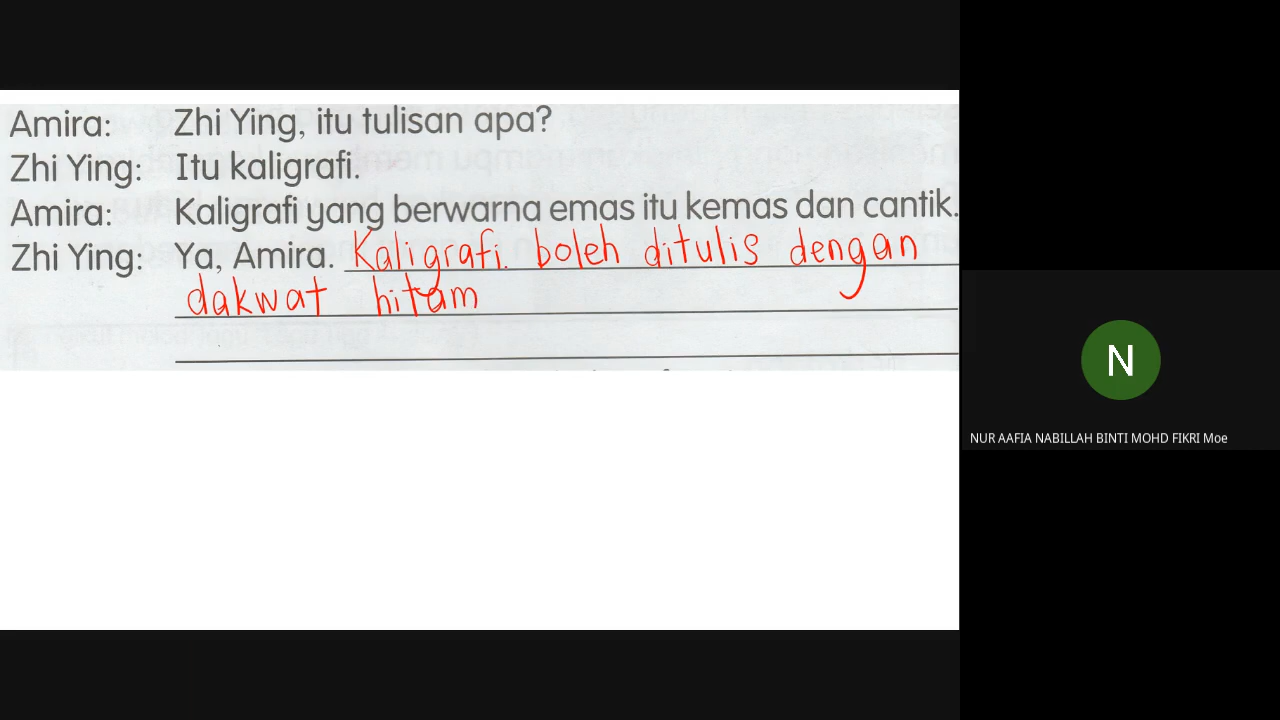 Amira: Zhi Ying, itu tulisan apa?
Zhi Ying: Itu kaligrafi.
Amira: Kaligrafi yang berwarna emas itu kemas dan cantik.
Zhi Ying: Ya, Amira. Kaligrafi boleh ditulis dengan
dakwat hitam
N
NUR AAFIA NABILLAH BINTI MOHD FIKRI Moe